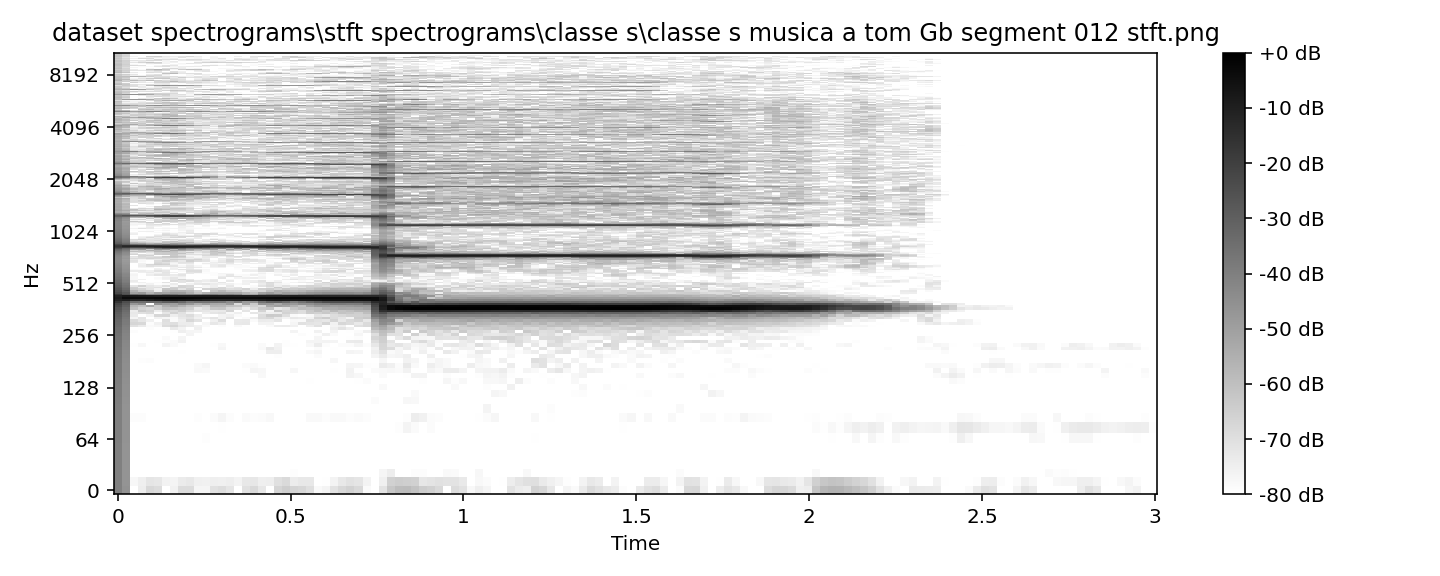 dataset spectrograms\stft spectrograms\classe s\classe s musica a tom Gb segment 012 stft.png
8192
4096
2048
1024
512
256
128
64
0
Hz
0 0.5 1 1.5 2 2.5 3
Time
+0 dB
-10 dB
-20 dB
-30 dB
-40 dB
-50 dB
-60 dB
-70 dB
-80 dB